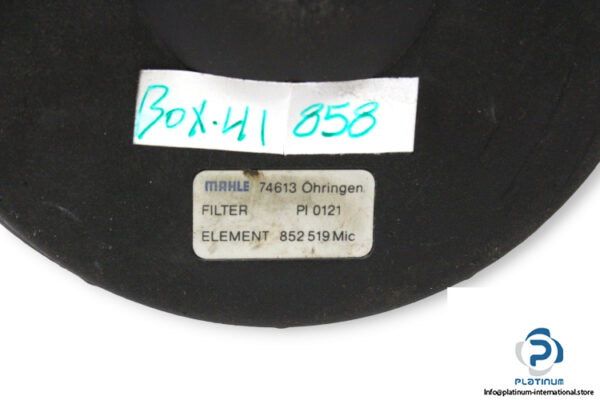 BOX.41 858
MAHLE 74613 Öhringen
FILTER PI 0121
ELEMENT 852 519 Mic
PLATINUM
Info@platinum-international.store